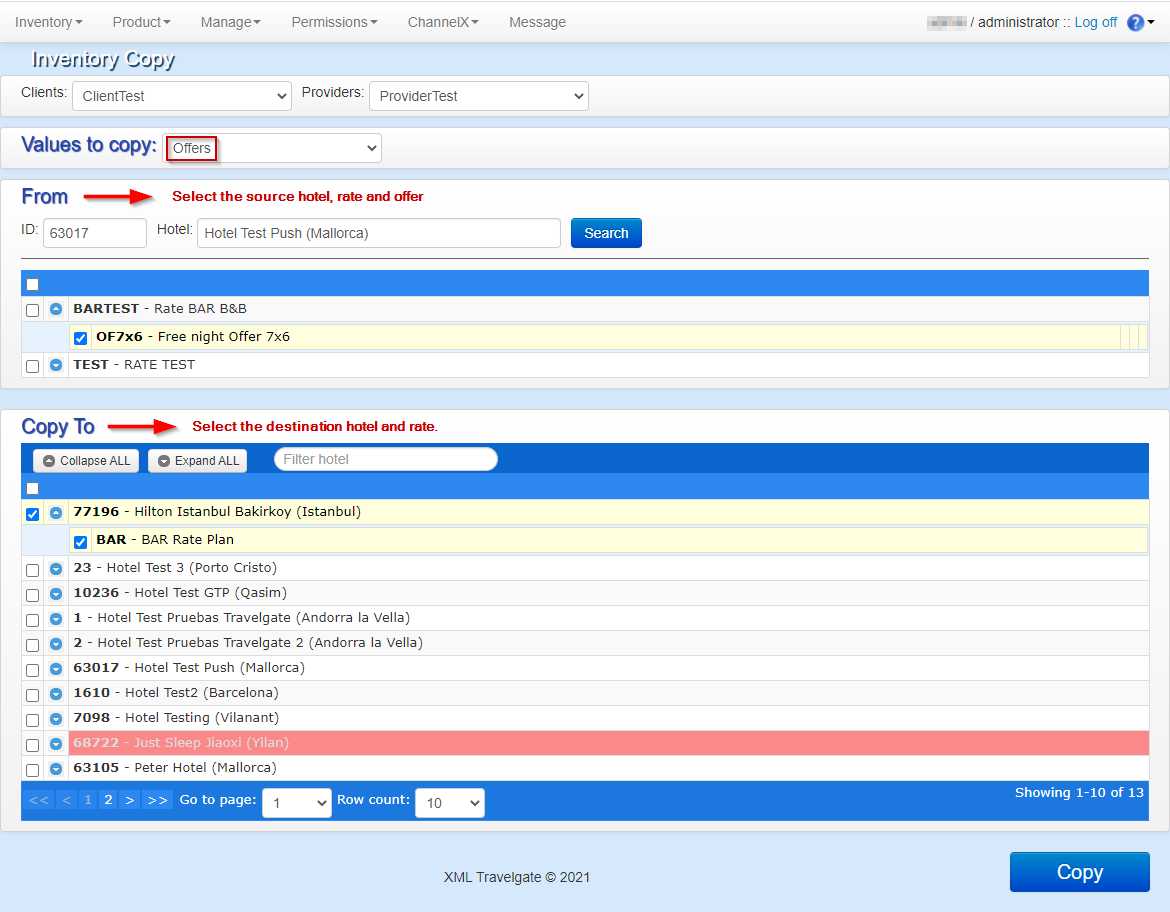 Inventory Product Manage Permissions ChannelX Message / administrator :: Log off ?
Inventory Copy
Clients: ClientTest Providers: ProviderTest
Values to copy: Offers
From Select the source hotel, rate and offer
ID: 63017 Hotel: Hotel Test Push (Mallorca) Search
BARTEST - Rate BAR B&B
OF7x6 - Free night Offer 7x6
TEST - RATE TEST
Copy To Select the destination hotel and rate.
Collapse ALL Expand ALL Filter hotel
77196 - Hilton Istanbul Bakirkoy (Istanbul)
BAR - BAR Rate Plan
23 - Hotel Test 3 (Porto Cristo)
10236 - Hotel Test GTP (Qasim)
1 - Hotel Test Pruebas Travelgate (Andorra la Vella)
2 - Hotel Test Pruebas Travelgate 2 (Andorra la Vella)
63017 - Hotel Test Push (Mallorca)
1610 - Hotel Test2 (Barcelona)
7098 - Hotel Testing (Vilanant)
68722 - Just Sleep Jiaoxi (Yilan)
63105 - Peter Hotel (Mallorca)
<< < 1 2 > >> Go to page: 1 Row count: 10 Showing 1-10 of 13
XML Travelgate © 2021 Copy